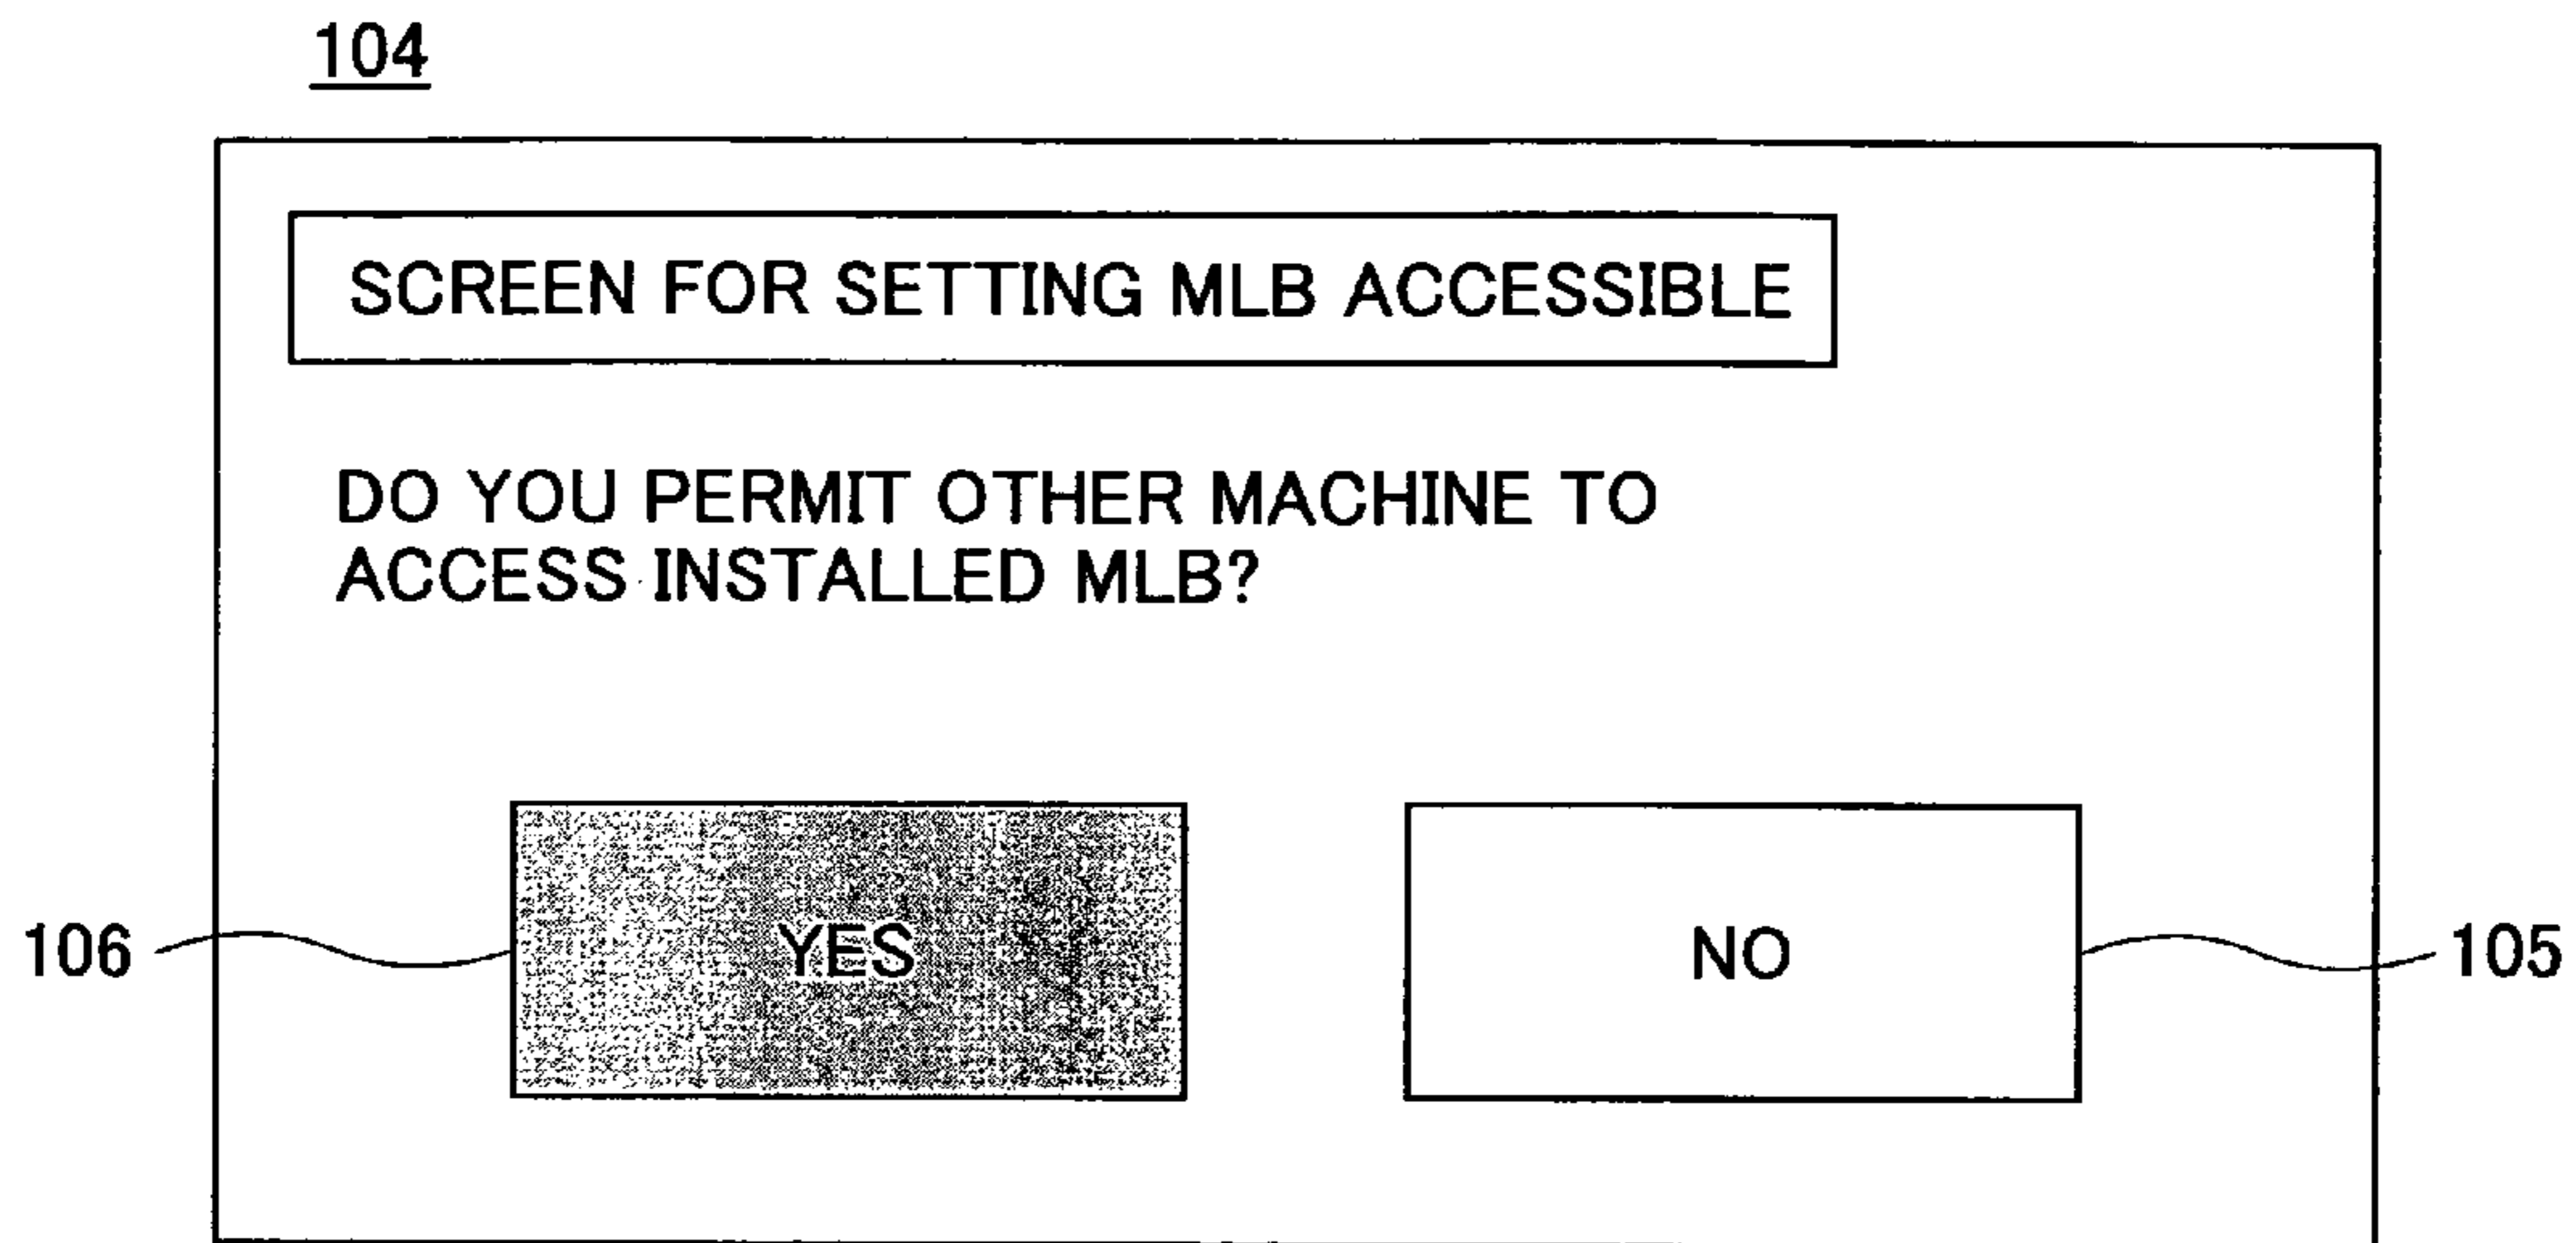 104
SCREEN FOR SETTING MLB ACCESSIBLE
DO YOU PERMIT OTHER MACHINE TO
ACCESS INSTALLED MLB?
106
YES
NO
105